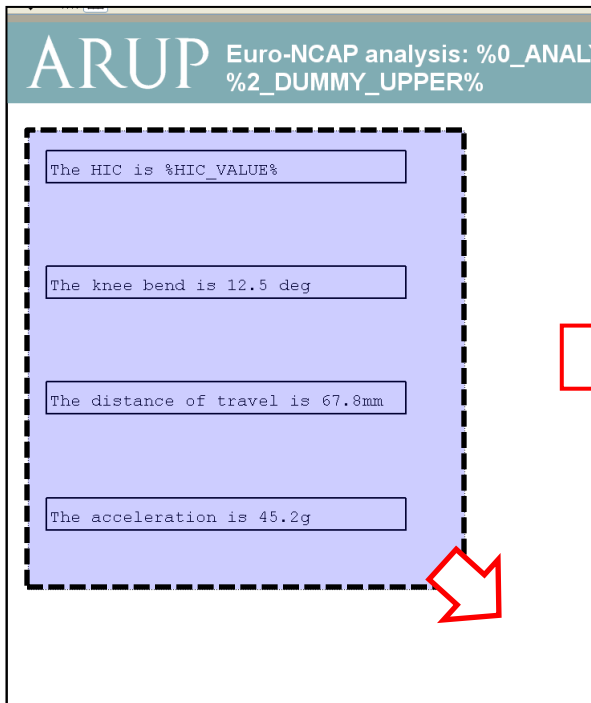 ARUP
Euro-NCAP analysis: %0_ANAL
%2_DUMMY_UPPER%
The HIC is %HIC_VALUE%
The knee bend is 12.5 deg
The distance of travel is 67.8mm
The acceleration is 45.2g